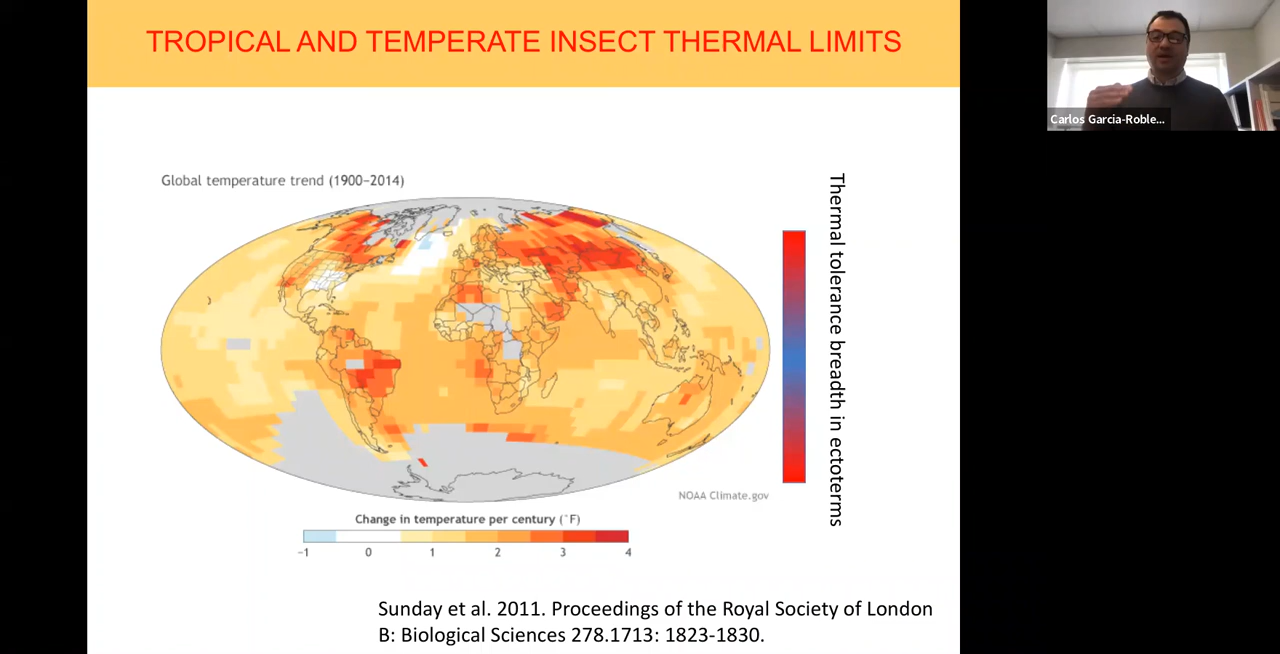 TROPICAL AND TEMPERATE INSECT THERMAL LIMITS
Carlos Garcia-Roble...
Global temperature trend (1900–2014)
Thermal tolerance breadth in ectoterms
NOAA Climate.gov
Change in temperature per century (°F)
−1 0 1 2 3 4
Sunday et al. 2011. Proceedings of the Royal Society of London
B: Biological Sciences 278.1713: 1823-1830.